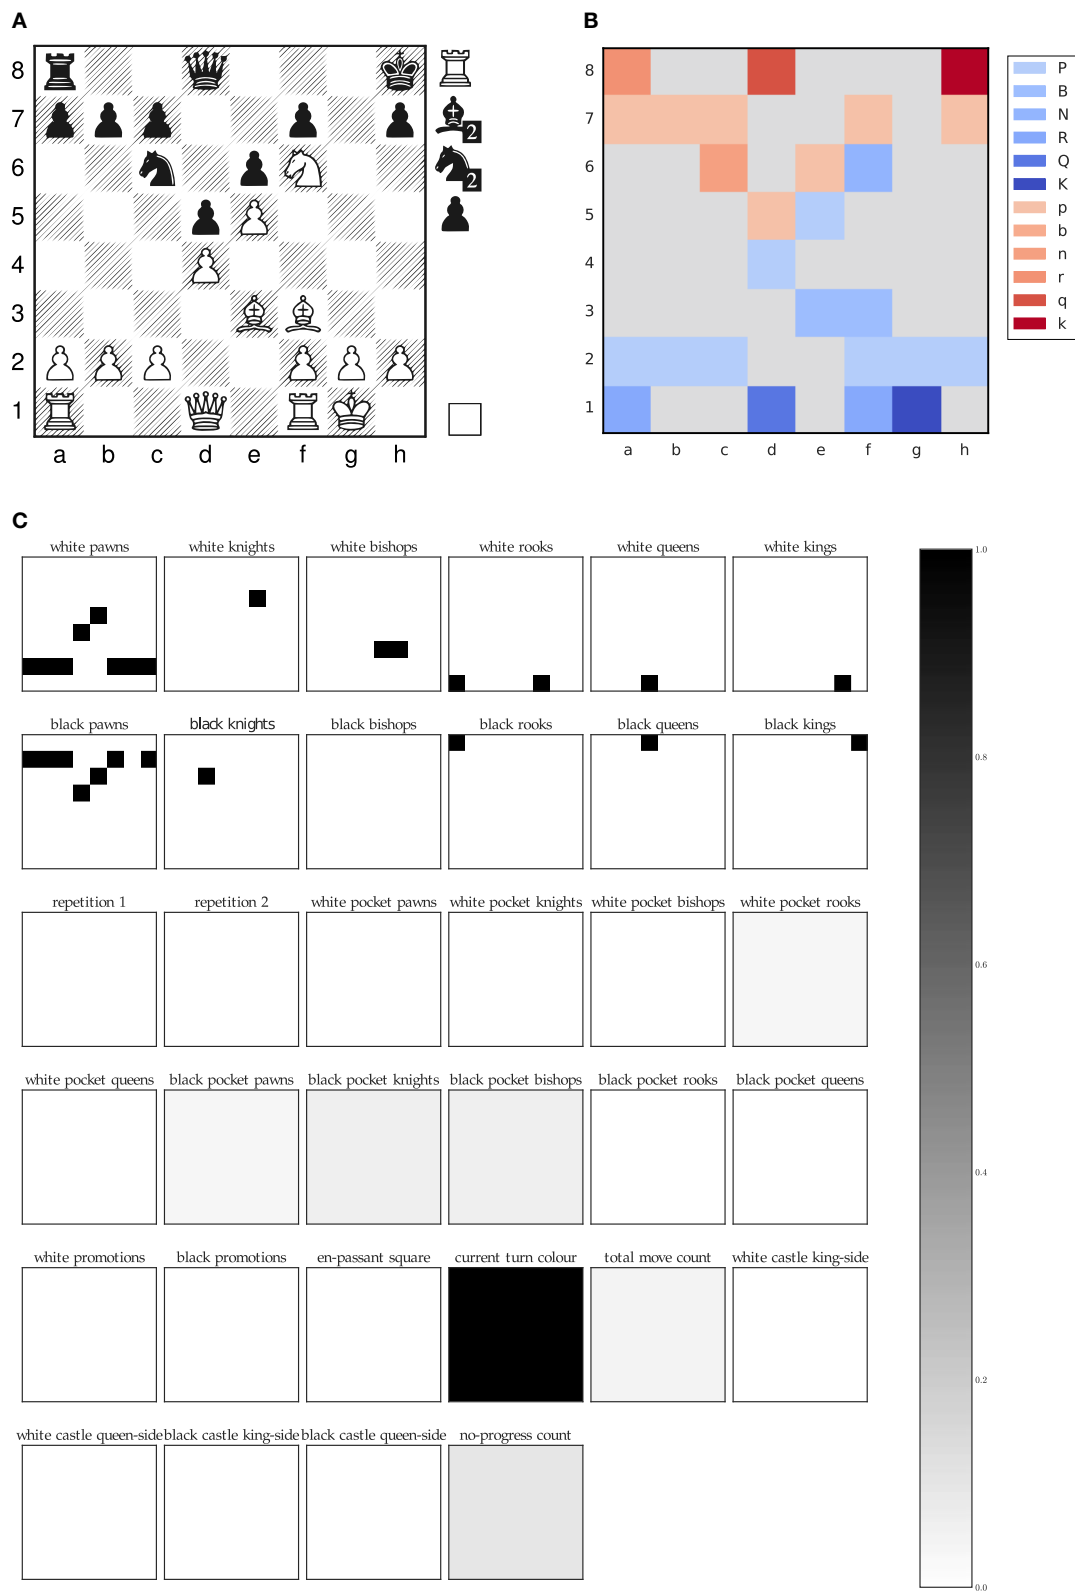 A
8
7
6
5
4
3
2
1
2
2
a b c d e f g h
B
8
7
6
5
4
3
2
1
a b c d e f g h
P
B
N
R
Q
K
p
b
n
r
q
k
C
white pawns white knights white bishops white rooks white queens white kings
black pawns black knights black bishops black rooks black queens black kings
repetition 1 repetition 2 white pocket pawns white pocket knights white pocket bishops white pocket rooks
white pocket queens black pocket pawns black pocket knights black pocket bishops black pocket rooks black pocket queens
white promotions black promotions en-passant square current turn colour total move count white castle king-side
white castle queen-side black castle king-side black castle queen-side no-progress count
1.0
0.8
0.6
0.4
0.2
0.0